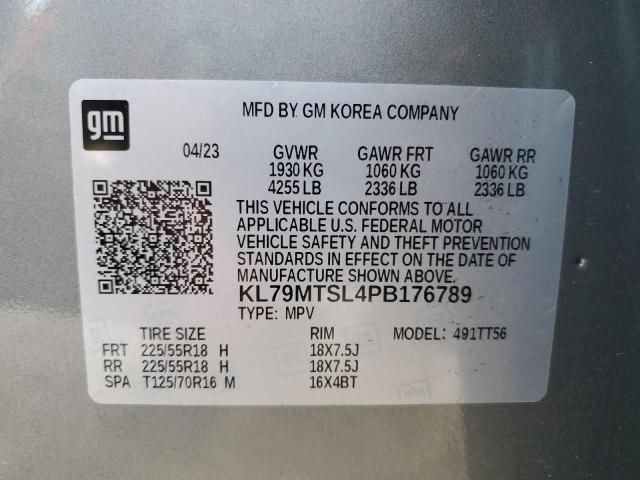 gm
MFD BY GM KOREA COMPANY
04/23 GVWR GAWR FRT GAWR RR
1930 KG 1060 KG 1060 KG
4255 LB 2336 LB 2336 LB
THIS VEHICLE CONFORMS TO ALL
APPLICABLE U.S. FEDERAL MOTOR
VEHICLE SAFETY AND THEFT PREVENTION
STANDARDS IN EFFECT ON THE DATE OF
MANUFACTURE SHOWN ABOVE.
KL79MTSL4PB176789
TYPE: MPV
TIRE SIZE RIM MODEL: 491TT56
FRT 225/55R18 H 18X7.5J
RR 225/55R18 H 18X7.5J
SPA T125/70R16 M 16X4BT